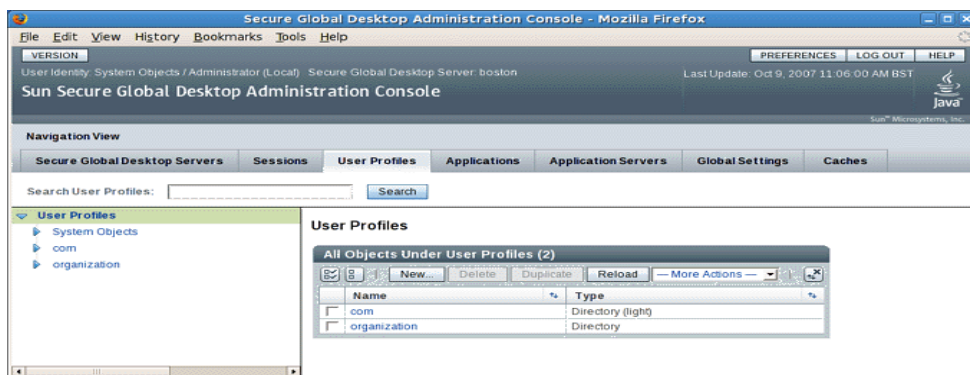 Secure Global Desktop Administration Console - Mozilla Firefox
File Edit View History Bookmarks Tools Help
VERSION PREFERENCES LOG OUT HELP
User Identity: System Objects / Administrator (Local) Secure Global Desktop Server: boston Last Update: Oct 9, 2007 11:06:00 AM BST
Sun Secure Global Desktop Administration Console
Java
Sun™ Microsystems, Inc.
Navigation View
Secure Global Desktop Servers Sessions User Profiles Applications Application Servers Global Settings Caches
Search User Profiles: Search
User Profiles
System Objects
com
organization
User Profiles
All Objects Under User Profiles (2)
New... Delete Duplicate Reload — More Actions —
Name Type
com Directory (light)
organization Directory